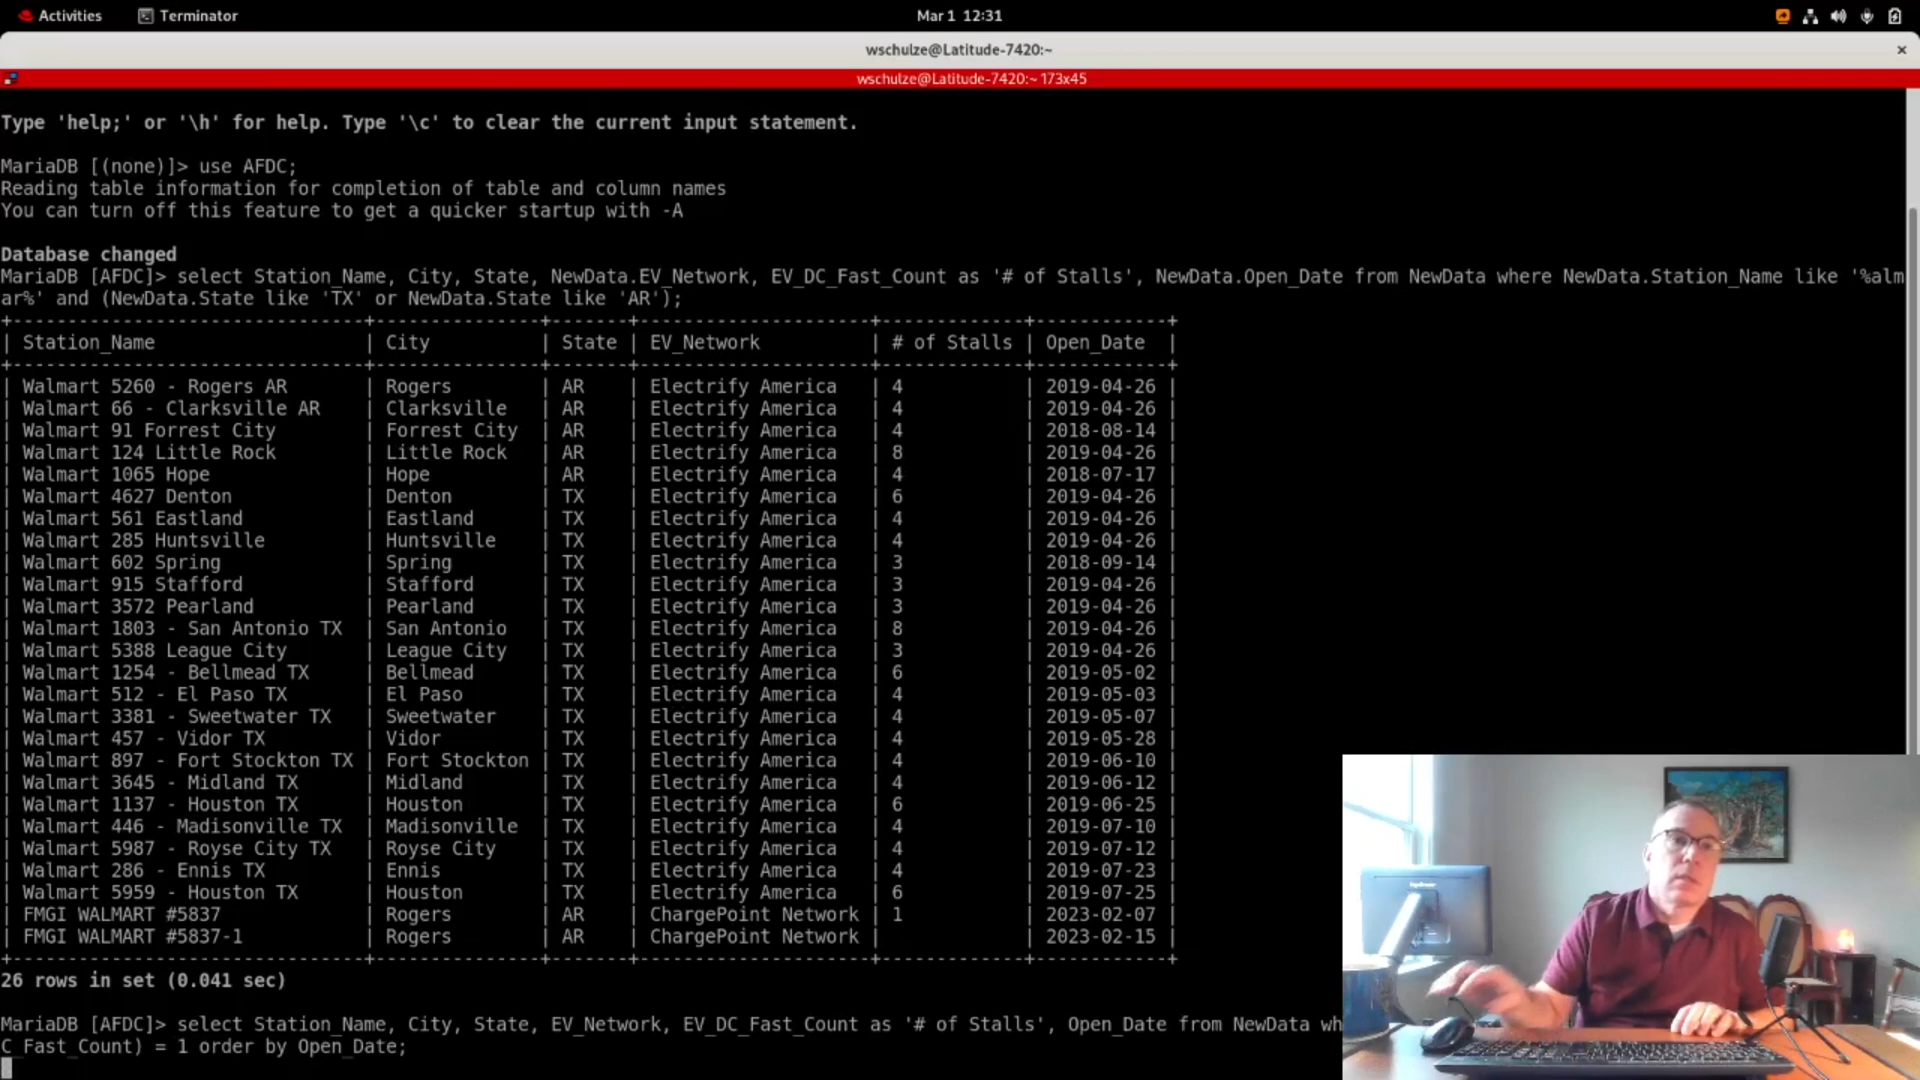 Activities Terminator Mar 1 12:31
wschulze@Latitude-7420:~
wschulze@Latitude-7420:~ 173x45
Type 'help;' or '\h' for help. Type '\c' to clear the current input statement.
MariaDB [(none)]> use AFDC;
Reading table information for completion of table and column names
You can turn off this feature to get a quicker startup with -A
Database changed
MariaDB [AFDC]> select Station_Name, City, State, NewData.EV_Network, EV_DC_Fast_Count as '# of Stalls', NewData.Open_Date from NewData where NewData.Station_Name like '%alm
ar%' and (NewData.State like 'TX' or NewData.State like 'AR');
| Station_Name | City | State | EV_Network | # of Stalls | Open_Date |
| Walmart 5260 - Rogers AR | Rogers | AR | Electrify America | 4 | 2019-04-26 |
| Walmart 66 - Clarksville AR | Clarksville | AR | Electrify America | 4 | 2019-04-26 |
| Walmart 91 Forrest City | Forrest City | AR | Electrify America | 4 | 2018-08-14 |
| Walmart 124 Little Rock | Little Rock | AR | Electrify America | 8 | 2019-04-26 |
| Walmart 1065 Hope | Hope | AR | Electrify America | 4 | 2018-07-17 |
| Walmart 4627 Denton | Denton | TX | Electrify America | 6 | 2019-04-26 |
| Walmart 561 Eastland | Eastland | TX | Electrify America | 4 | 2019-04-26 |
| Walmart 285 Huntsville | Huntsville | TX | Electrify America | 4 | 2019-04-26 |
| Walmart 602 Spring | Spring | TX | Electrify America | 3 | 2018-09-14 |
| Walmart 915 Stafford | Stafford | TX | Electrify America | 3 | 2019-04-26 |
| Walmart 3572 Pearland | Pearland | TX | Electrify America | 3 | 2019-04-26 |
| Walmart 1803 - San Antonio TX | San Antonio | TX | Electrify America | 8 | 2019-04-26 |
| Walmart 5388 League City | League City | TX | Electrify America | 3 | 2019-04-26 |
| Walmart 1254 - Bellmead TX | Bellmead | TX | Electrify America | 6 | 2019-05-02 |
| Walmart 512 - El Paso TX | El Paso | TX | Electrify America | 4 | 2019-05-03 |
| Walmart 3381 - Sweetwater TX | Sweetwater | TX | Electrify America | 4 | 2019-05-07 |
| Walmart 457 - Vidor TX | Vidor | TX | Electrify America | 4 | 2019-05-28 |
| Walmart 897 - Fort Stockton TX | Fort Stockton | TX | Electrify America | 4 | 2019-06-10 |
| Walmart 3645 - Midland TX | Midland | TX | Electrify America | 4 | 2019-06-12 |
| Walmart 1137 - Houston TX | Houston | TX | Electrify America | 6 | 2019-06-25 |
| Walmart 446 - Madisonville TX | Madisonville | TX | Electrify America | 4 | 2019-07-10 |
| Walmart 5987 - Royse City TX | Royse City | TX | Electrify America | 4 | 2019-07-12 |
| Walmart 286 - Ennis TX | Ennis | TX | Electrify America | 4 | 2019-07-23 |
| Walmart 5959 - Houston TX | Houston | TX | Electrify America | 6 | 2019-07-25 |
| FMGI WALMART #5837 | Rogers | AR | ChargePoint Network | 1 | 2023-02-07 |
| FMGI WALMART #5837-1 | Rogers | AR | ChargePoint Network | | 2023-02-15 |
26 rows in set (0.041 sec)
MariaDB [AFDC]> select Station_Name, City, State, EV_Network, EV_DC_Fast_Count as '# of Stalls', Open_Date from NewData wh
C_Fast_Count) = 1 order by Open_Date;